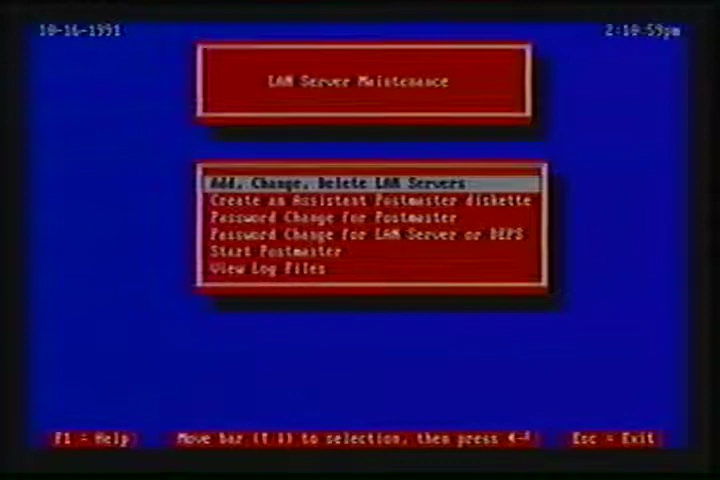 10-16-1991 2:10:59pm
LAN Server Maintenance
Add, Change, Delete LAN Servers
Create an Assistant Postmaster diskette
Password Change for Postmaster
Password Change for LAN Server or DEPS
Start Postmaster
View Log Files
F1 = Help Move bar (↑ ↓) to selection, then press ◄─┘ Esc = Exit